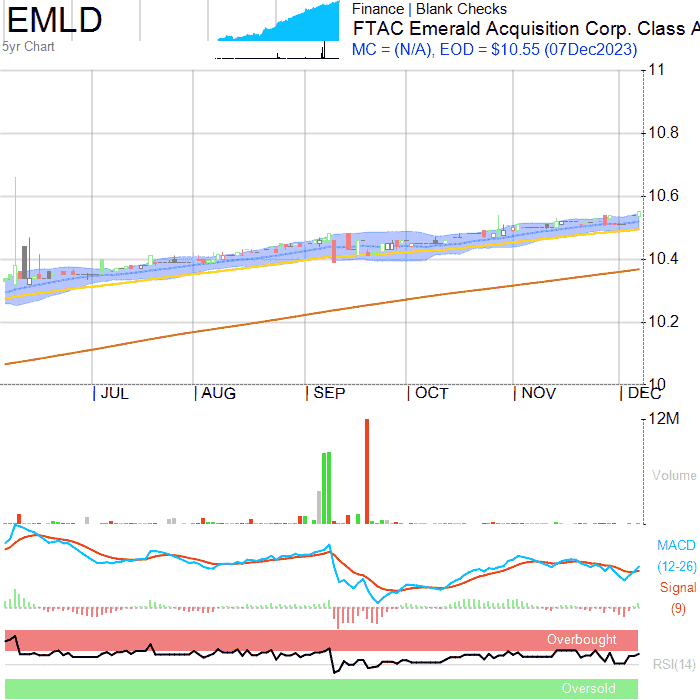 EMLD
5yr Chart
Finance | Blank Checks
FTAC Emerald Acquisition Corp. Class A
MC = (N/A), EOD = $10.55 (07Dec2023)
11
10.8
10.6
10.4
10.2
10
JUL
AUG
SEP
OCT
NOV
DEC
12M
Volume
MACD
(12-26)
Signal
(9)
Overbought
RSI(14)
Oversold